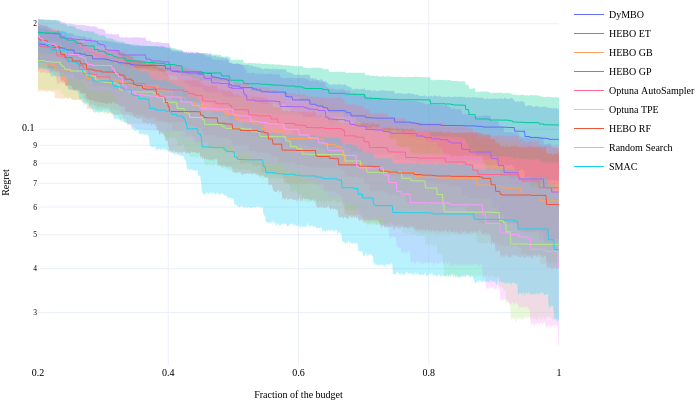 2
0.1
9
8
7
6
5
4
3
Regret
0.2
0.4
0.6
0.8
1
Fraction of the budget
DyMBO
HEBO ET
HEBO GB
HEBO GP
Optuna AutoSampler
Optuna TPE
HEBO RF
Random Search
SMAC